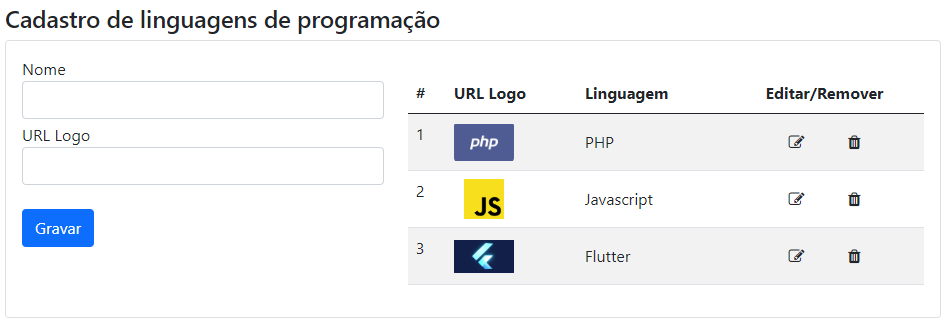 Cadastro de linguagens de programação
Nome
URL Logo
Gravar
# URL Logo Linguagem Editar/Remover
1 php PHP
2 JS Javascript
3 Flutter